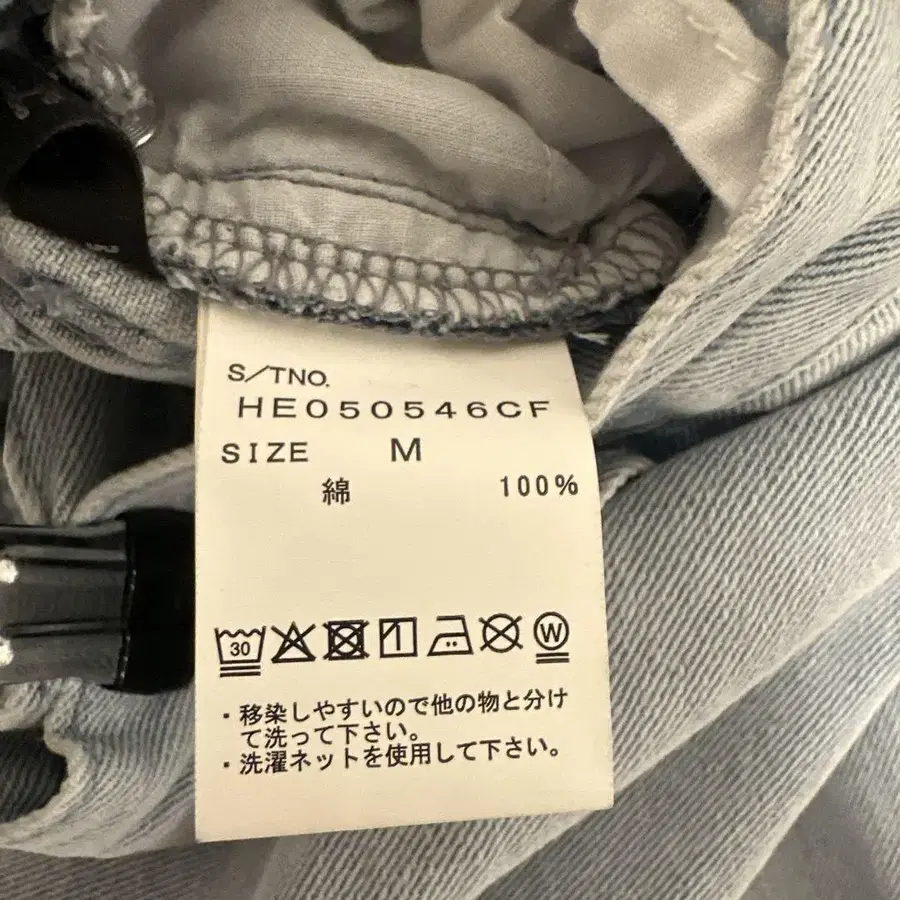 S/TNO.
HE050546CF
SIZE M
綿 100%
30 W
・移染しやすいので他の物と分け
て洗って下さい。
・洗濯ネットを使用して下さい。